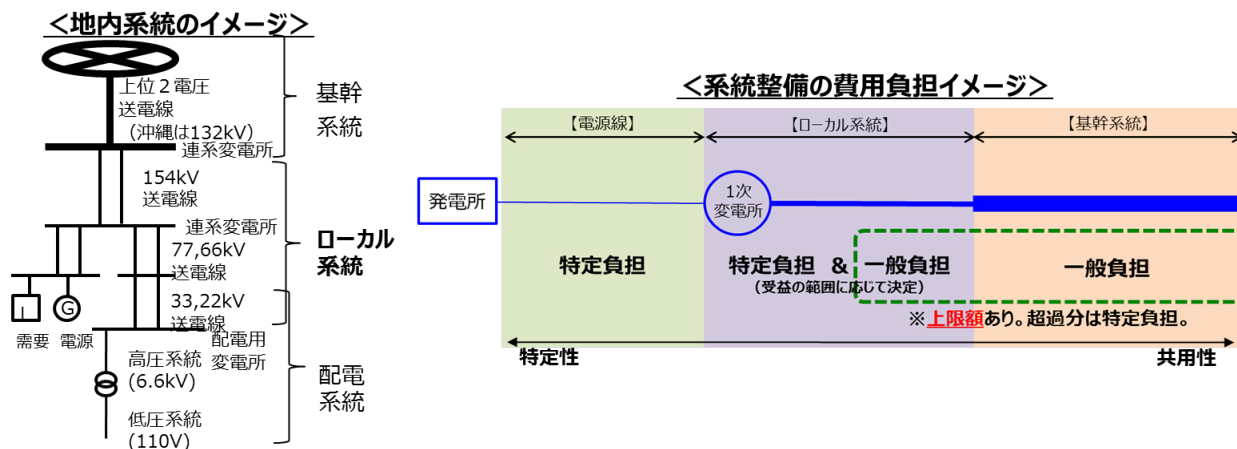 ＜地内系統のイメージ＞
上位２電圧
送電線
（沖縄は132kV）
連系変電所
基幹
系統
154kV
送電線
連系変電所
77,66kV
送電線
ローカル
系統
33,22kV
送電線
L
G
需要 電源
配電用
変電所
高圧系統
(6.6kV)
低圧系統
(110V)
配電
系統
＜系統整備の費用負担イメージ＞
【電源線】
【ローカル系統】
【基幹系統】
発電所
1次
変電所
特定負担
特定負担 ＆ 一般負担
（受益の範囲に応じて決定）
一般負担
※上限額あり。超過分は特定負担。
特定性
共用性